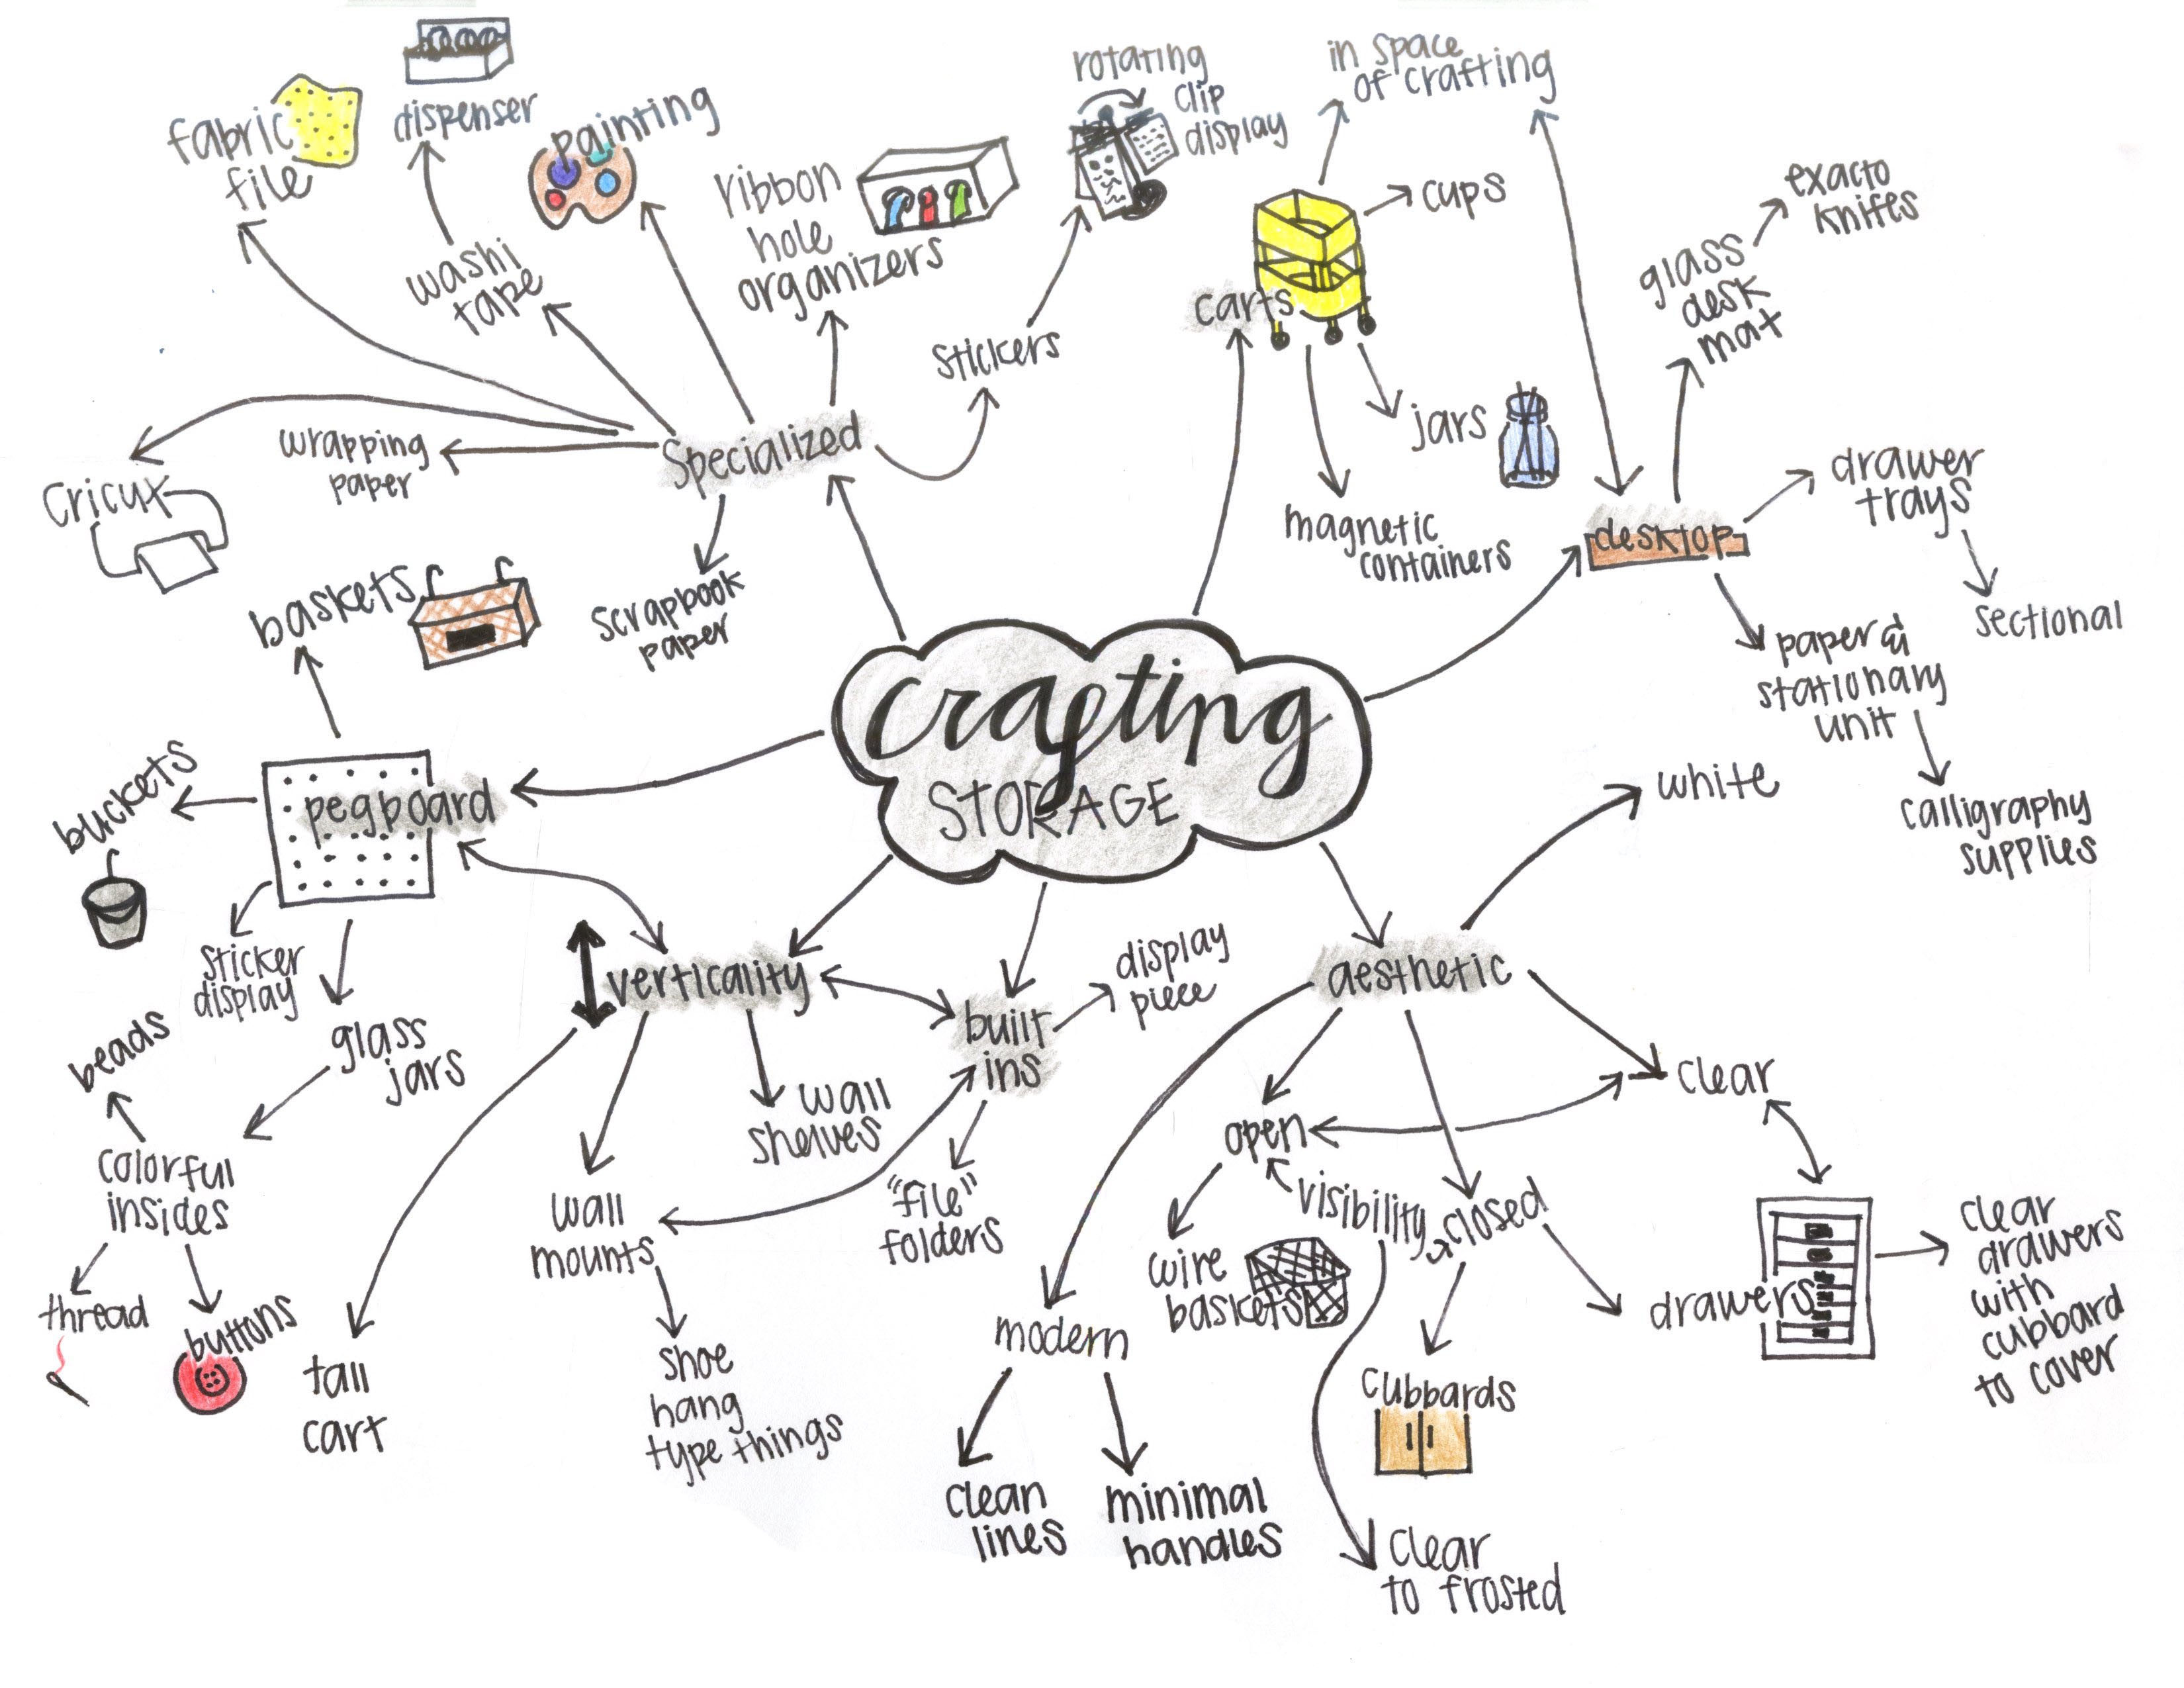 crafting
STORAGE
Specialized
fabric
file
washi
tape
dispenser
painting
ribbon
hole
organizers
stickers
rotating
clip
display
wrapping
paper
Cricut
scrapbook
paper
carts
in space
of crafting
cups
jars
magnetic
containers
desktop
glass
desk
mat
exacto
knifes
drawer
trays
sectional
paper &
stationary
unit
calligraphy
supplies
pegboard
baskets
buckets
sticker
display
glass
jars
colorful
insides
beads
thread
buttons
verticality
tall
cart
wall
mounts
shoe
hang
type things
wall
shelves
built
ins
display
piece
"file"
folders
aesthetic
white
clear
open
visibility
closed
wire
baskets
modern
clean
lines
minimal
handles
cubbards
clear
to frosted
drawers
clear
drawers
with
cubbard
to cover